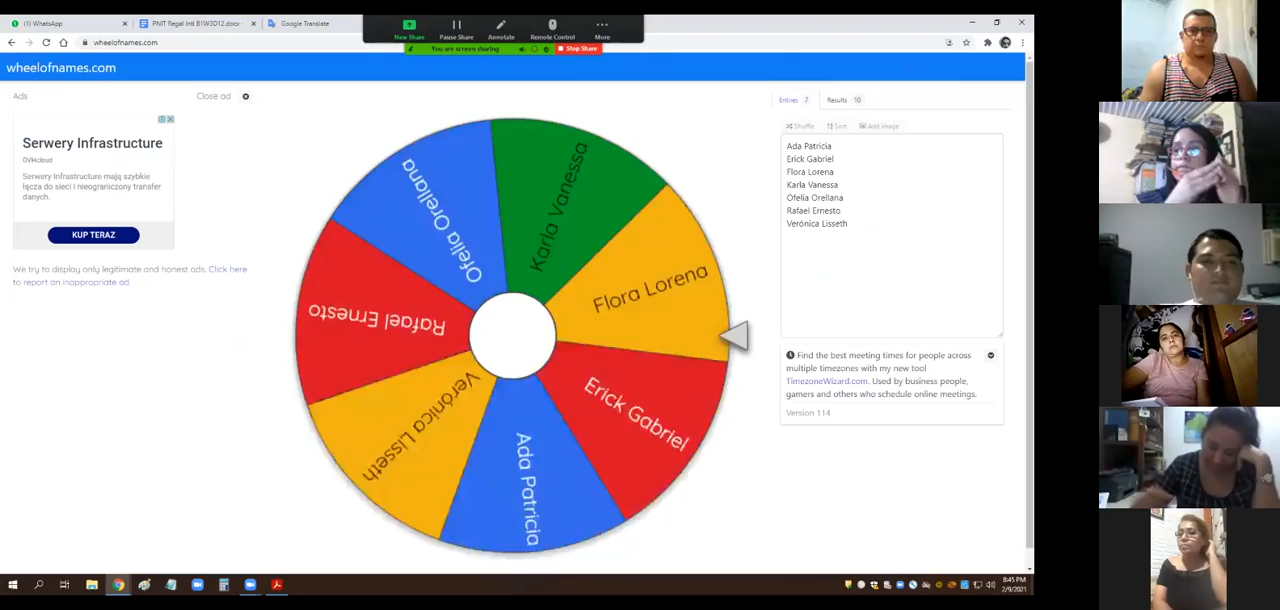 (1) WhatsApp
PNIT Regal Intl B1W3D12.docx -
Google Translate
New Share
Pause Share
Annotate
Remote Control
More
You are screen sharing
Stop Share
wheelofnames.com
wheelofnames.com
Ads
Close ad
Serwery Infrastructure
OVHcloud
Serwery Infrastructure mają szybkie
łącza do sieci i nieograniczony transfer
danych.
KUP TERAZ
We try to display only legitimate and honest ads. Click here
to report an inappropriate ad.
Karla Vanessa
Flora Lorena
Erick Gabriel
Ada Patricia
Verónica Lisseth
Rafael Ernesto
Ofelia Orellana
Entries 7
Results 10
Shuffle
Sort
Add image
Ada Patricia
Erick Gabriel
Flora Lorena
Karla Vanessa
Ofelia Orellana
Rafael Ernesto
Verónica Lisseth
Find the best meeting times for people across
multiple timezones with my new tool
TimezoneWizard.com. Used by business people,
gamers and others who schedule online meetings.
Version 114
8:45 PM
2/9/2021